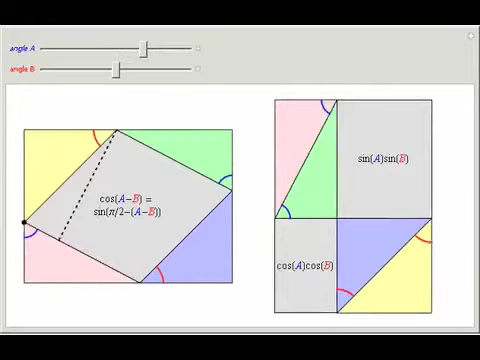 angle A
angle B
cos(A−B) =
sin(π/2−(A−B))
sin(A)sin(B)
cos(A)cos(B)